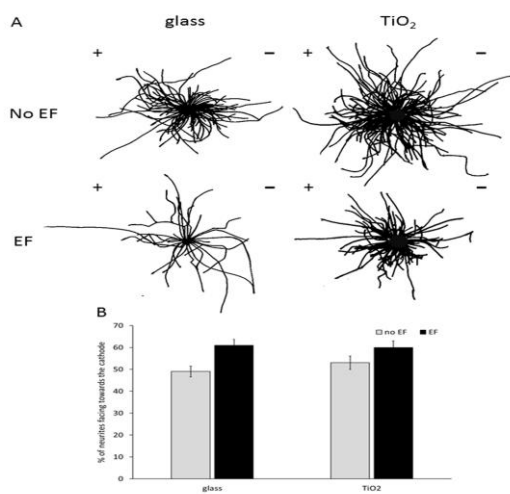 A
glass TiO₂
+ − + −
No EF
+ − + −
EF
B
70
60
50
40
30
20
10
0
% of neurites facing towards the cathode
no EF EF
glass TiO2